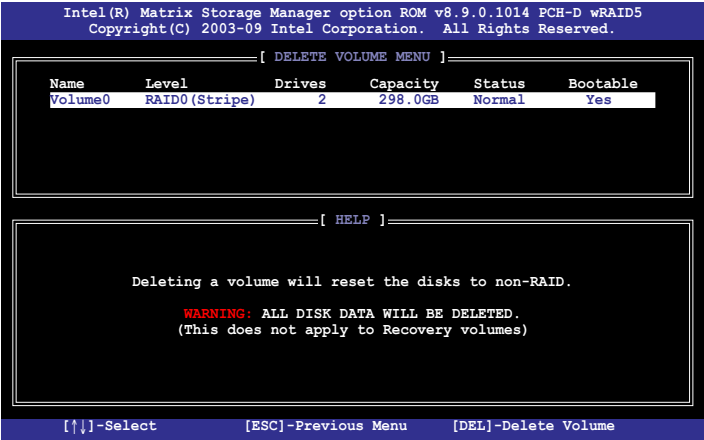 Intel(R) Matrix Storage Manager option ROM v8.9.0.1014 PCH-D wRAID5
Copyright(C) 2003-09 Intel Corporation. All Rights Reserved.
[ DELETE VOLUME MENU ]
Name Level Drives Capacity Status Bootable
Volume0 RAID0(Stripe) 2 298.0GB Normal Yes
[ HELP ]
Deleting a volume will reset the disks to non-RAID.
WARNING: ALL DISK DATA WILL BE DELETED.
(This does not apply to Recovery volumes)
[↑↓]-Select [ESC]-Previous Menu [DEL]-Delete Volume